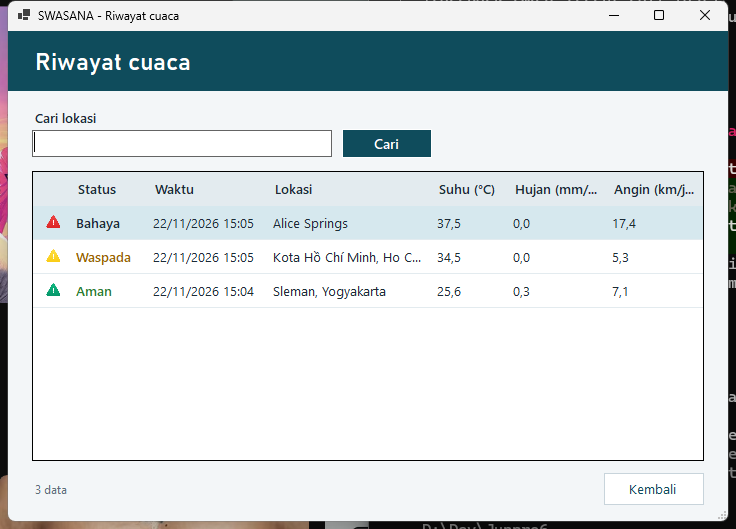 SWASANA - Riwayat cuaca
Riwayat cuaca
Cari lokasi
Cari
Status Waktu Lokasi Suhu (°C) Hujan (mm/... Angin (km/j...
Bahaya 22/11/2026 15:05 Alice Springs 37,5 0,0 17,4
Waspada 22/11/2026 15:05 Kota Hồ Chí Minh, Ho C... 34,5 0,0 5,3
Aman 22/11/2026 15:04 Sleman, Yogyakarta 25,6 0,3 7,1
3 data
Kembali